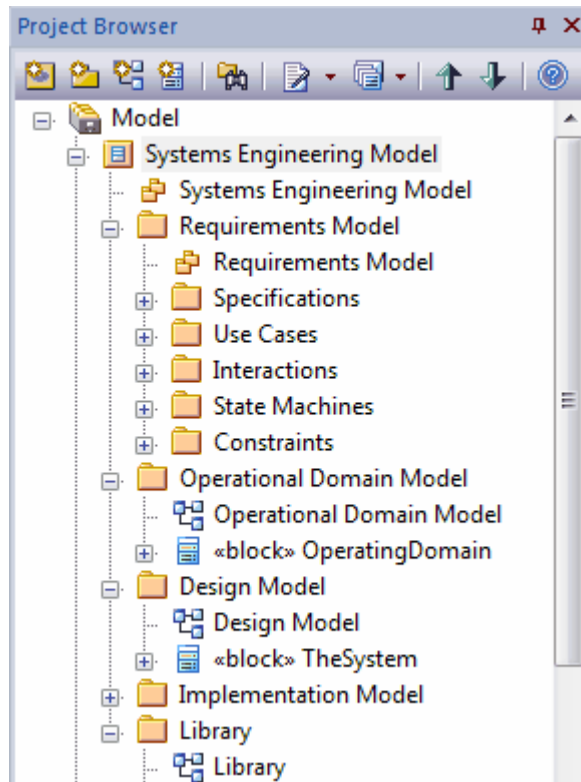 Project Browser
Model
Systems Engineering Model
Systems Engineering Model
Requirements Model
Requirements Model
Specifications
Use Cases
Interactions
State Machines
Constraints
Operational Domain Model
Operational Domain Model
«block» OperatingDomain
Design Model
Design Model
«block» TheSystem
Implementation Model
Library
Library